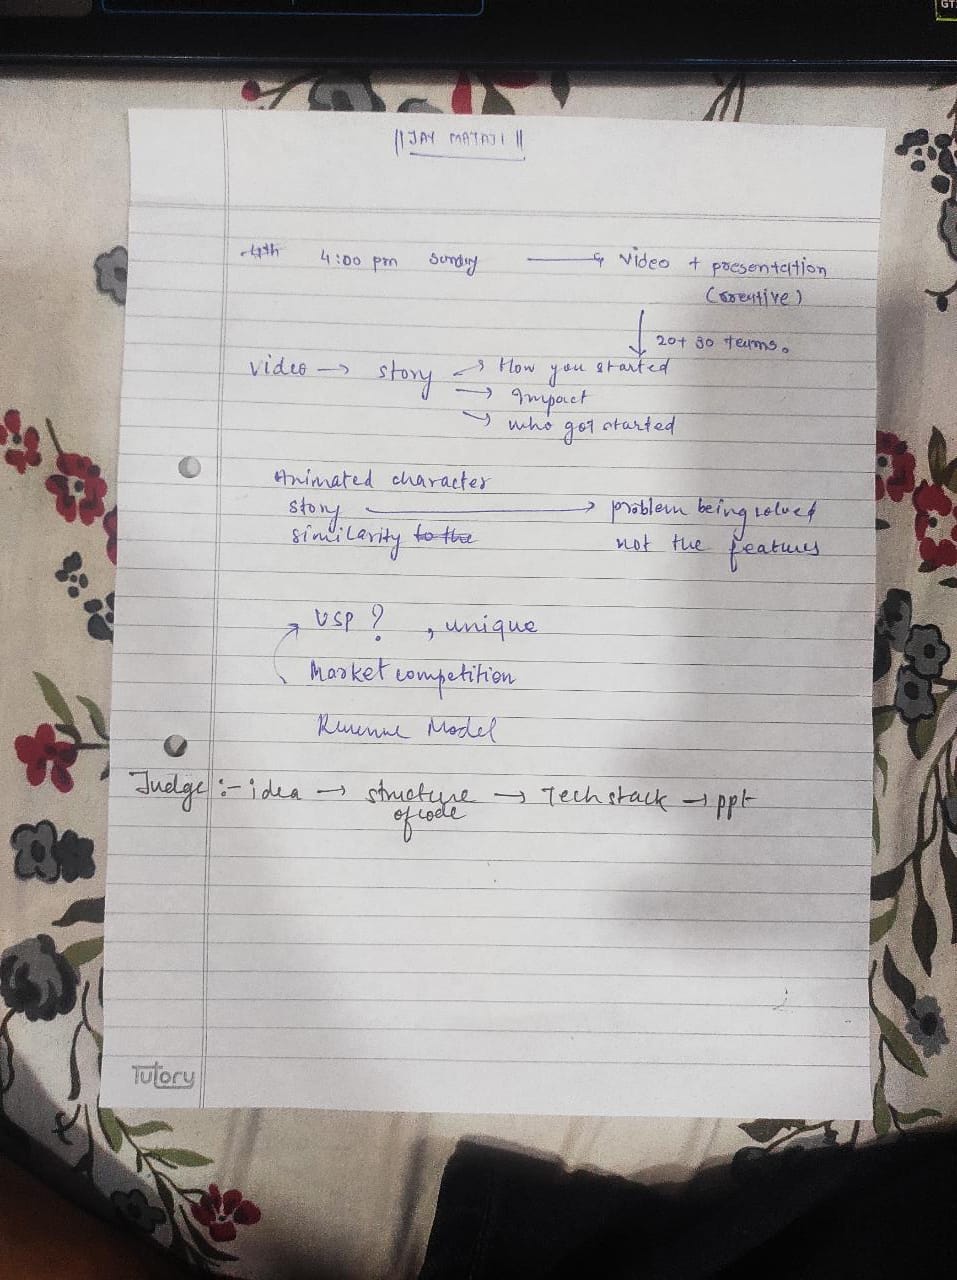 || JAY MATAJI ||
4th 4:00 pm Sunday → Video + presentation
(creative)
↓ 20+ 30 teams.
video → story → How you started
→ Impact
→ who got started
Animated character
story → problem being solved
similarity to the not the features
USP ? , unique
Market competition
Revenue Model
Judge :- idea → structure → Tech stack → ppt
of code
Tutory